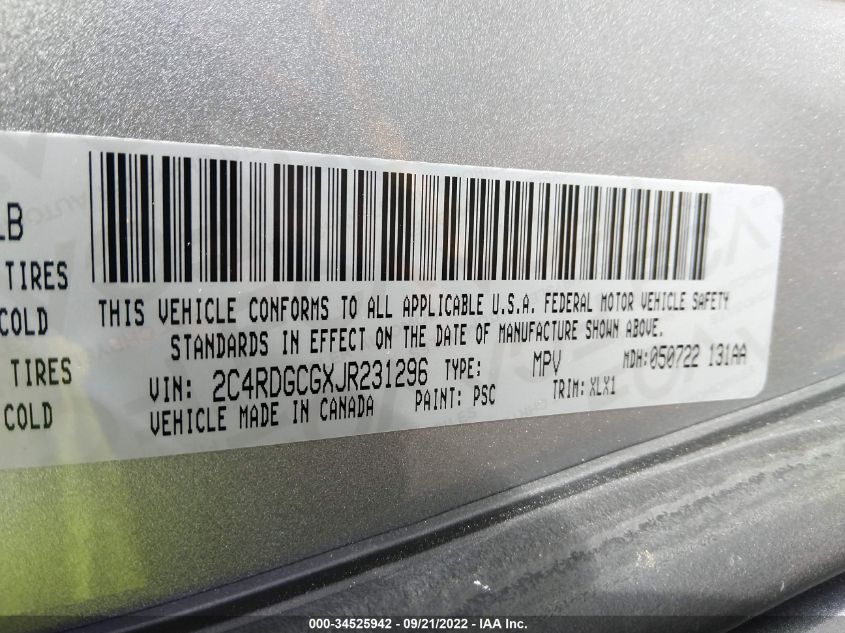 LB
TIRES
COLD
TIRES
COLD
THIS VEHICLE CONFORMS TO ALL APPLICABLE U.S.A. FEDERAL MOTOR VEHICLE SAFETY
STANDARDS IN EFFECT ON THE DATE OF MANUFACTURE SHOWN ABOVE.
VIN: 2C4RDGCGXJR231296 TYPE: MPV MDH: 050722 131AA
VEHICLE MADE IN CANADA PAINT: PSC TRIM: XLX1
000-34525942 - 09/21/2022 - IAA Inc.